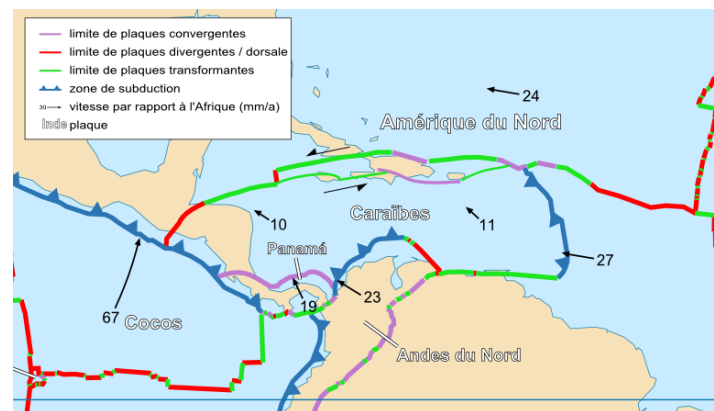 limite de plaques convergentes
limite de plaques divergentes / dorsale
limite de plaques transformantes
zone de subduction
30 vitesse par rapport à l'Afrique (mm/a)
Inde plaque
24
Amérique du Nord
10
Caraïbes
11
Panamá
27
67
19
23
Cocos
Andes du Nord